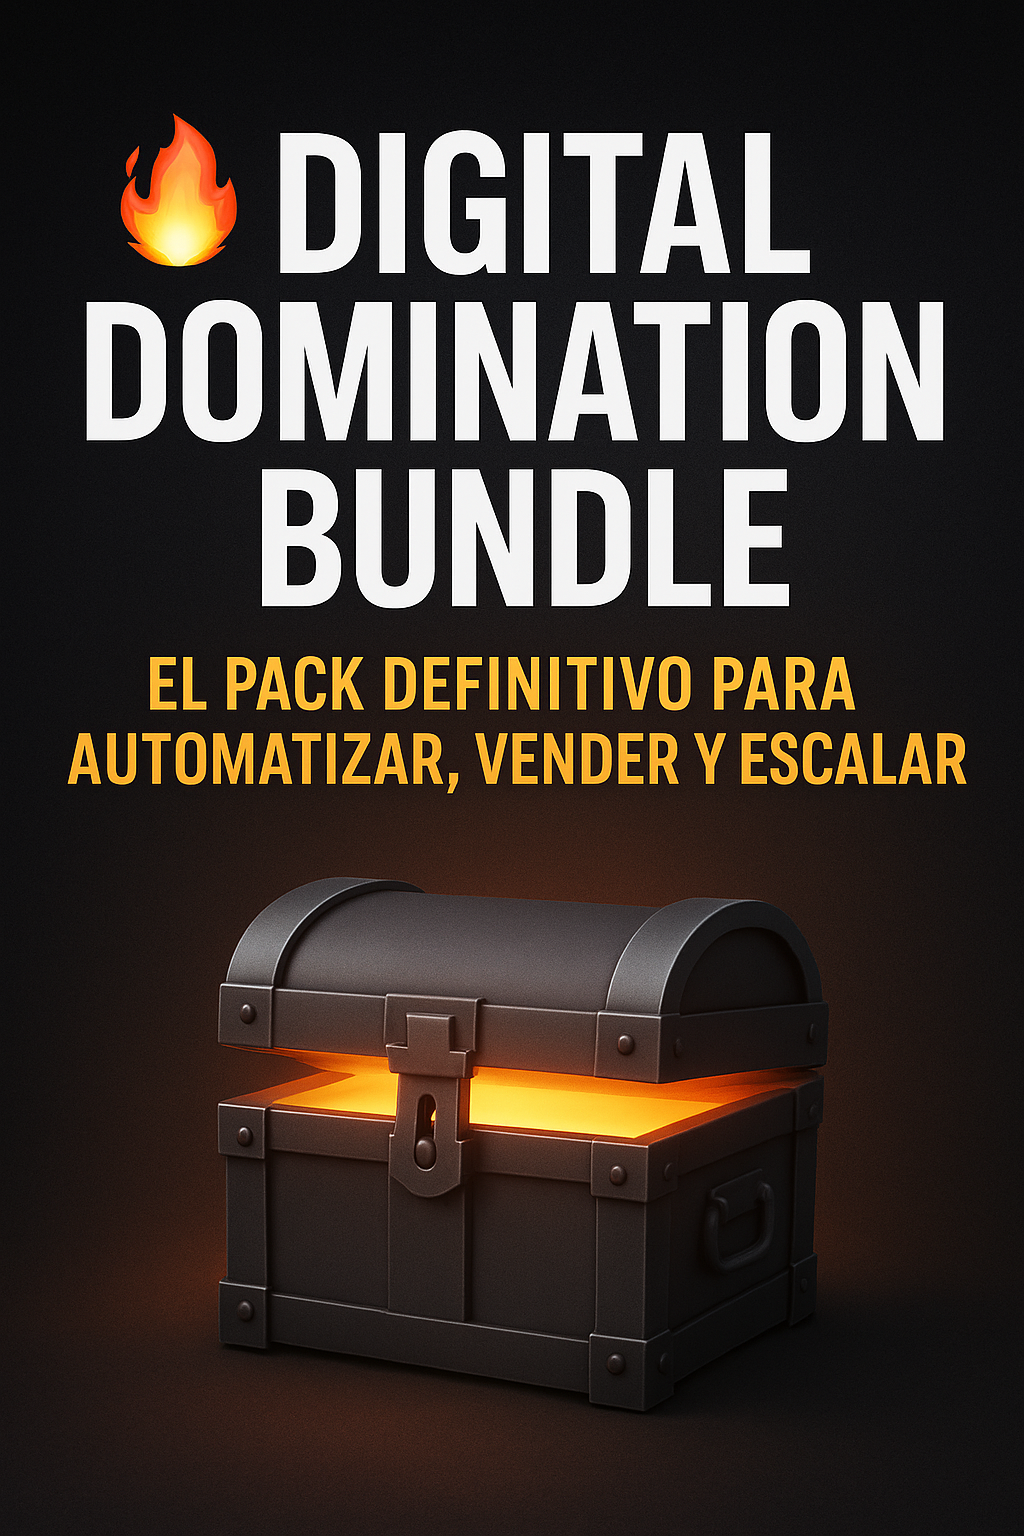 DIGITAL
DOMINATION
BUNDLE
EL PACK DEFINITIVO PARA
AUTOMATIZAR, VENDER Y ESCALAR